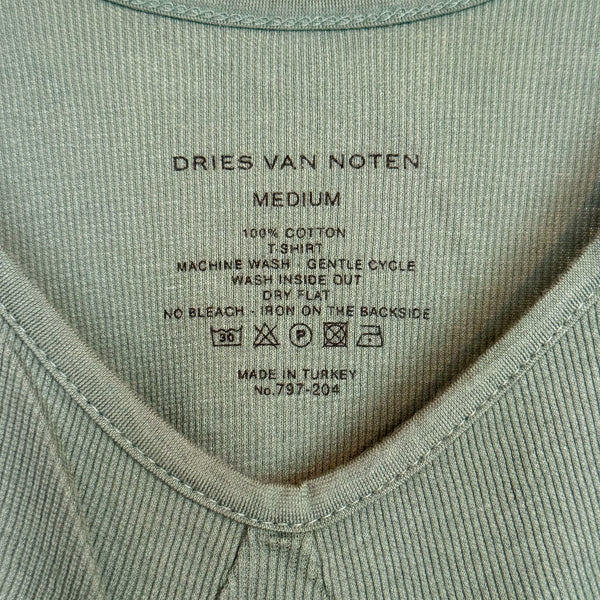 DRIES VAN NOTEN
MEDIUM
100% COTTON
T-SHIRT
MACHINE WASH - GENTLE CYCLE
WASH INSIDE OUT
DRY FLAT
NO BLEACH - IRON ON THE BACKSIDE
30 P
MADE IN TURKEY
No.797-204